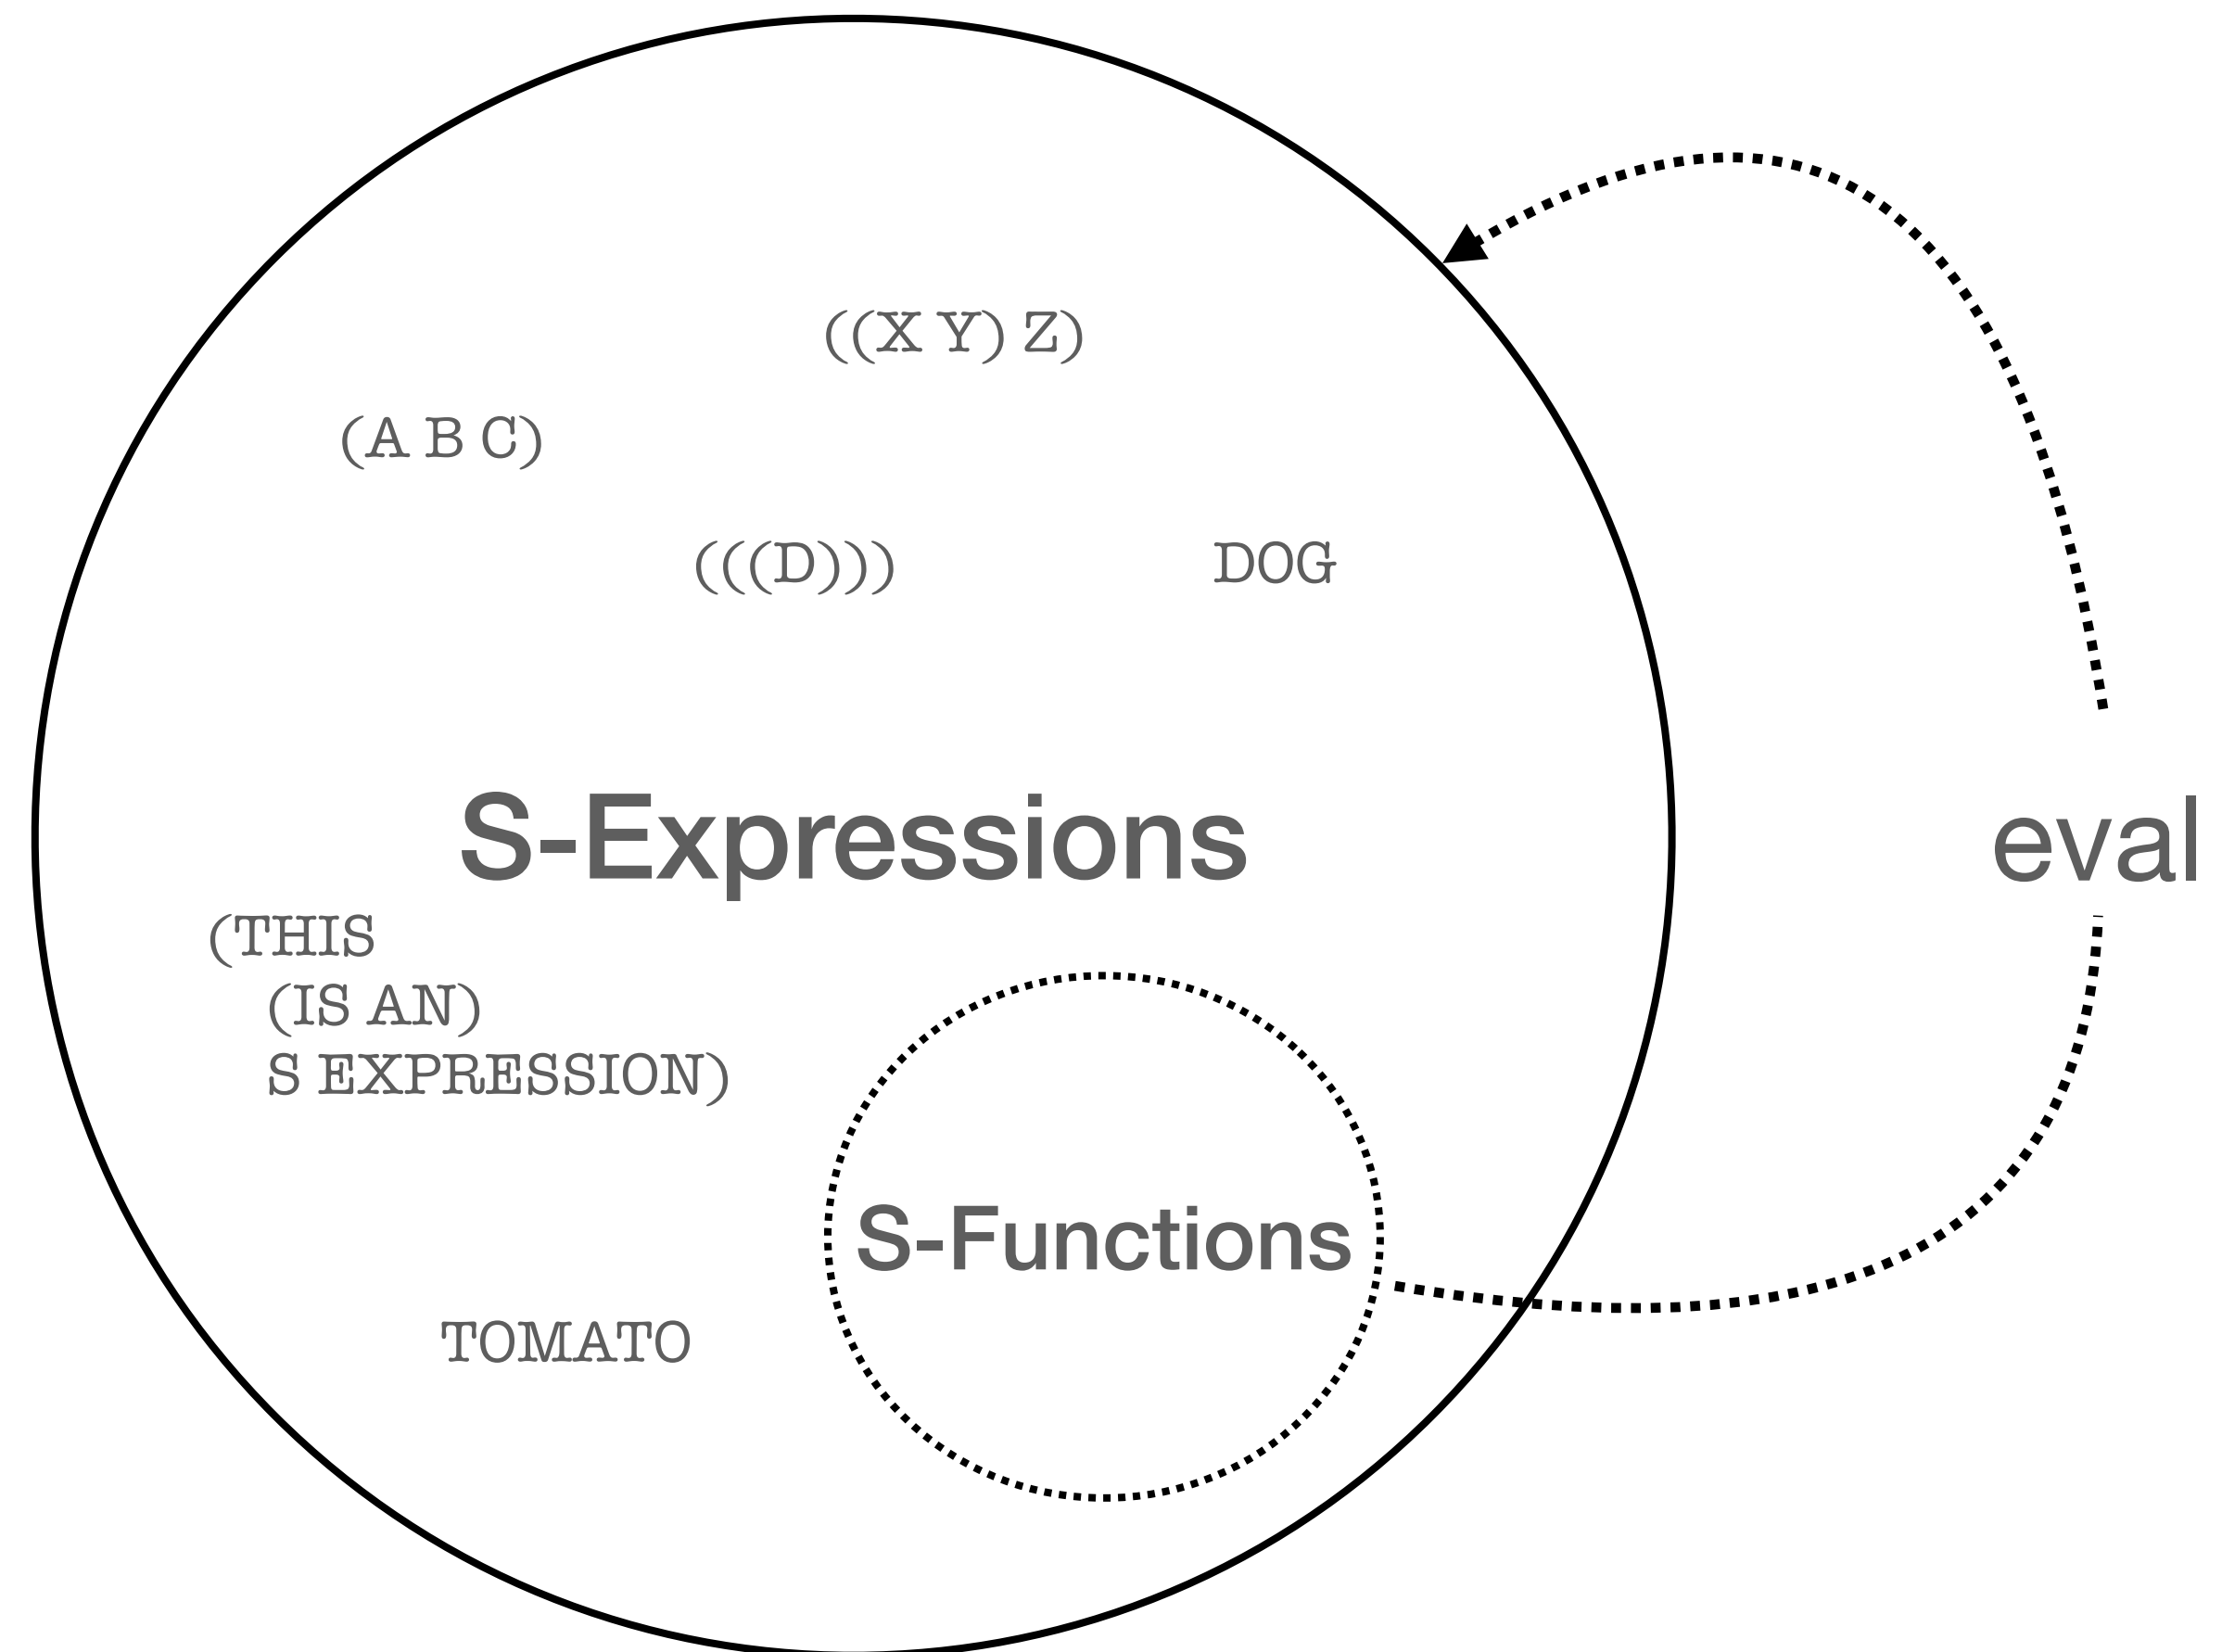 ((X Y) Z)
(A B C)
(((D)))
DOG
S-Expressions
eval
(THIS
(IS AN)
S EXPRESSION)
S-Functions
TOMATO